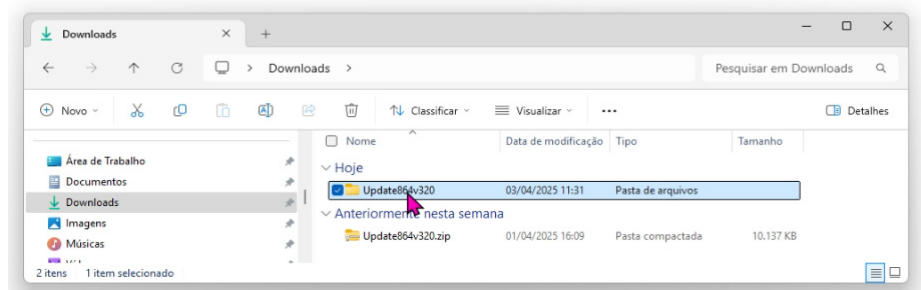 Downloads
Downloads
Pesquisar em Downloads
Novo
Classificar
Visualizar
Detalhes
Nome Data de modificação Tipo Tamanho
Área de Trabalho
Documentos
Downloads
Imagens
Músicas
Hoje
Update864v320 03/04/2025 11:31 Pasta de arquivos
Anteriormente nesta semana
Update864v320.zip 01/04/2025 16:09 Pasta compactada 10.137 KB
2 itens 1 item selecionado